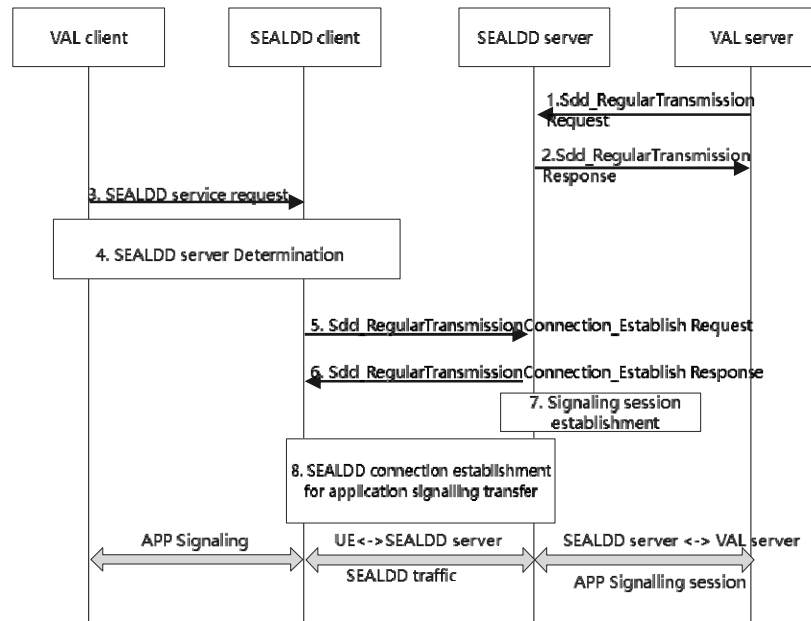 VAL client
SEALDD client
SEALDD server
VAL server
1.Sdd_RegularTransmission
Request
2.Sdd_RegularTransmission
Response
3. SEALDD service request
4. SEALDD server Determination
5. Sdd_RegularTransmissionConnection_Establish Request
6. Sdd_RegularTransmissionConnection_Establish Response
7. Signaling session
establishment
8. SEALDD connection establishment
for application signalling transfer
APP Signaling
UE<->SEALDD server
SEALDD server <-> VAL server
SEALDD traffic
APP Signalling session